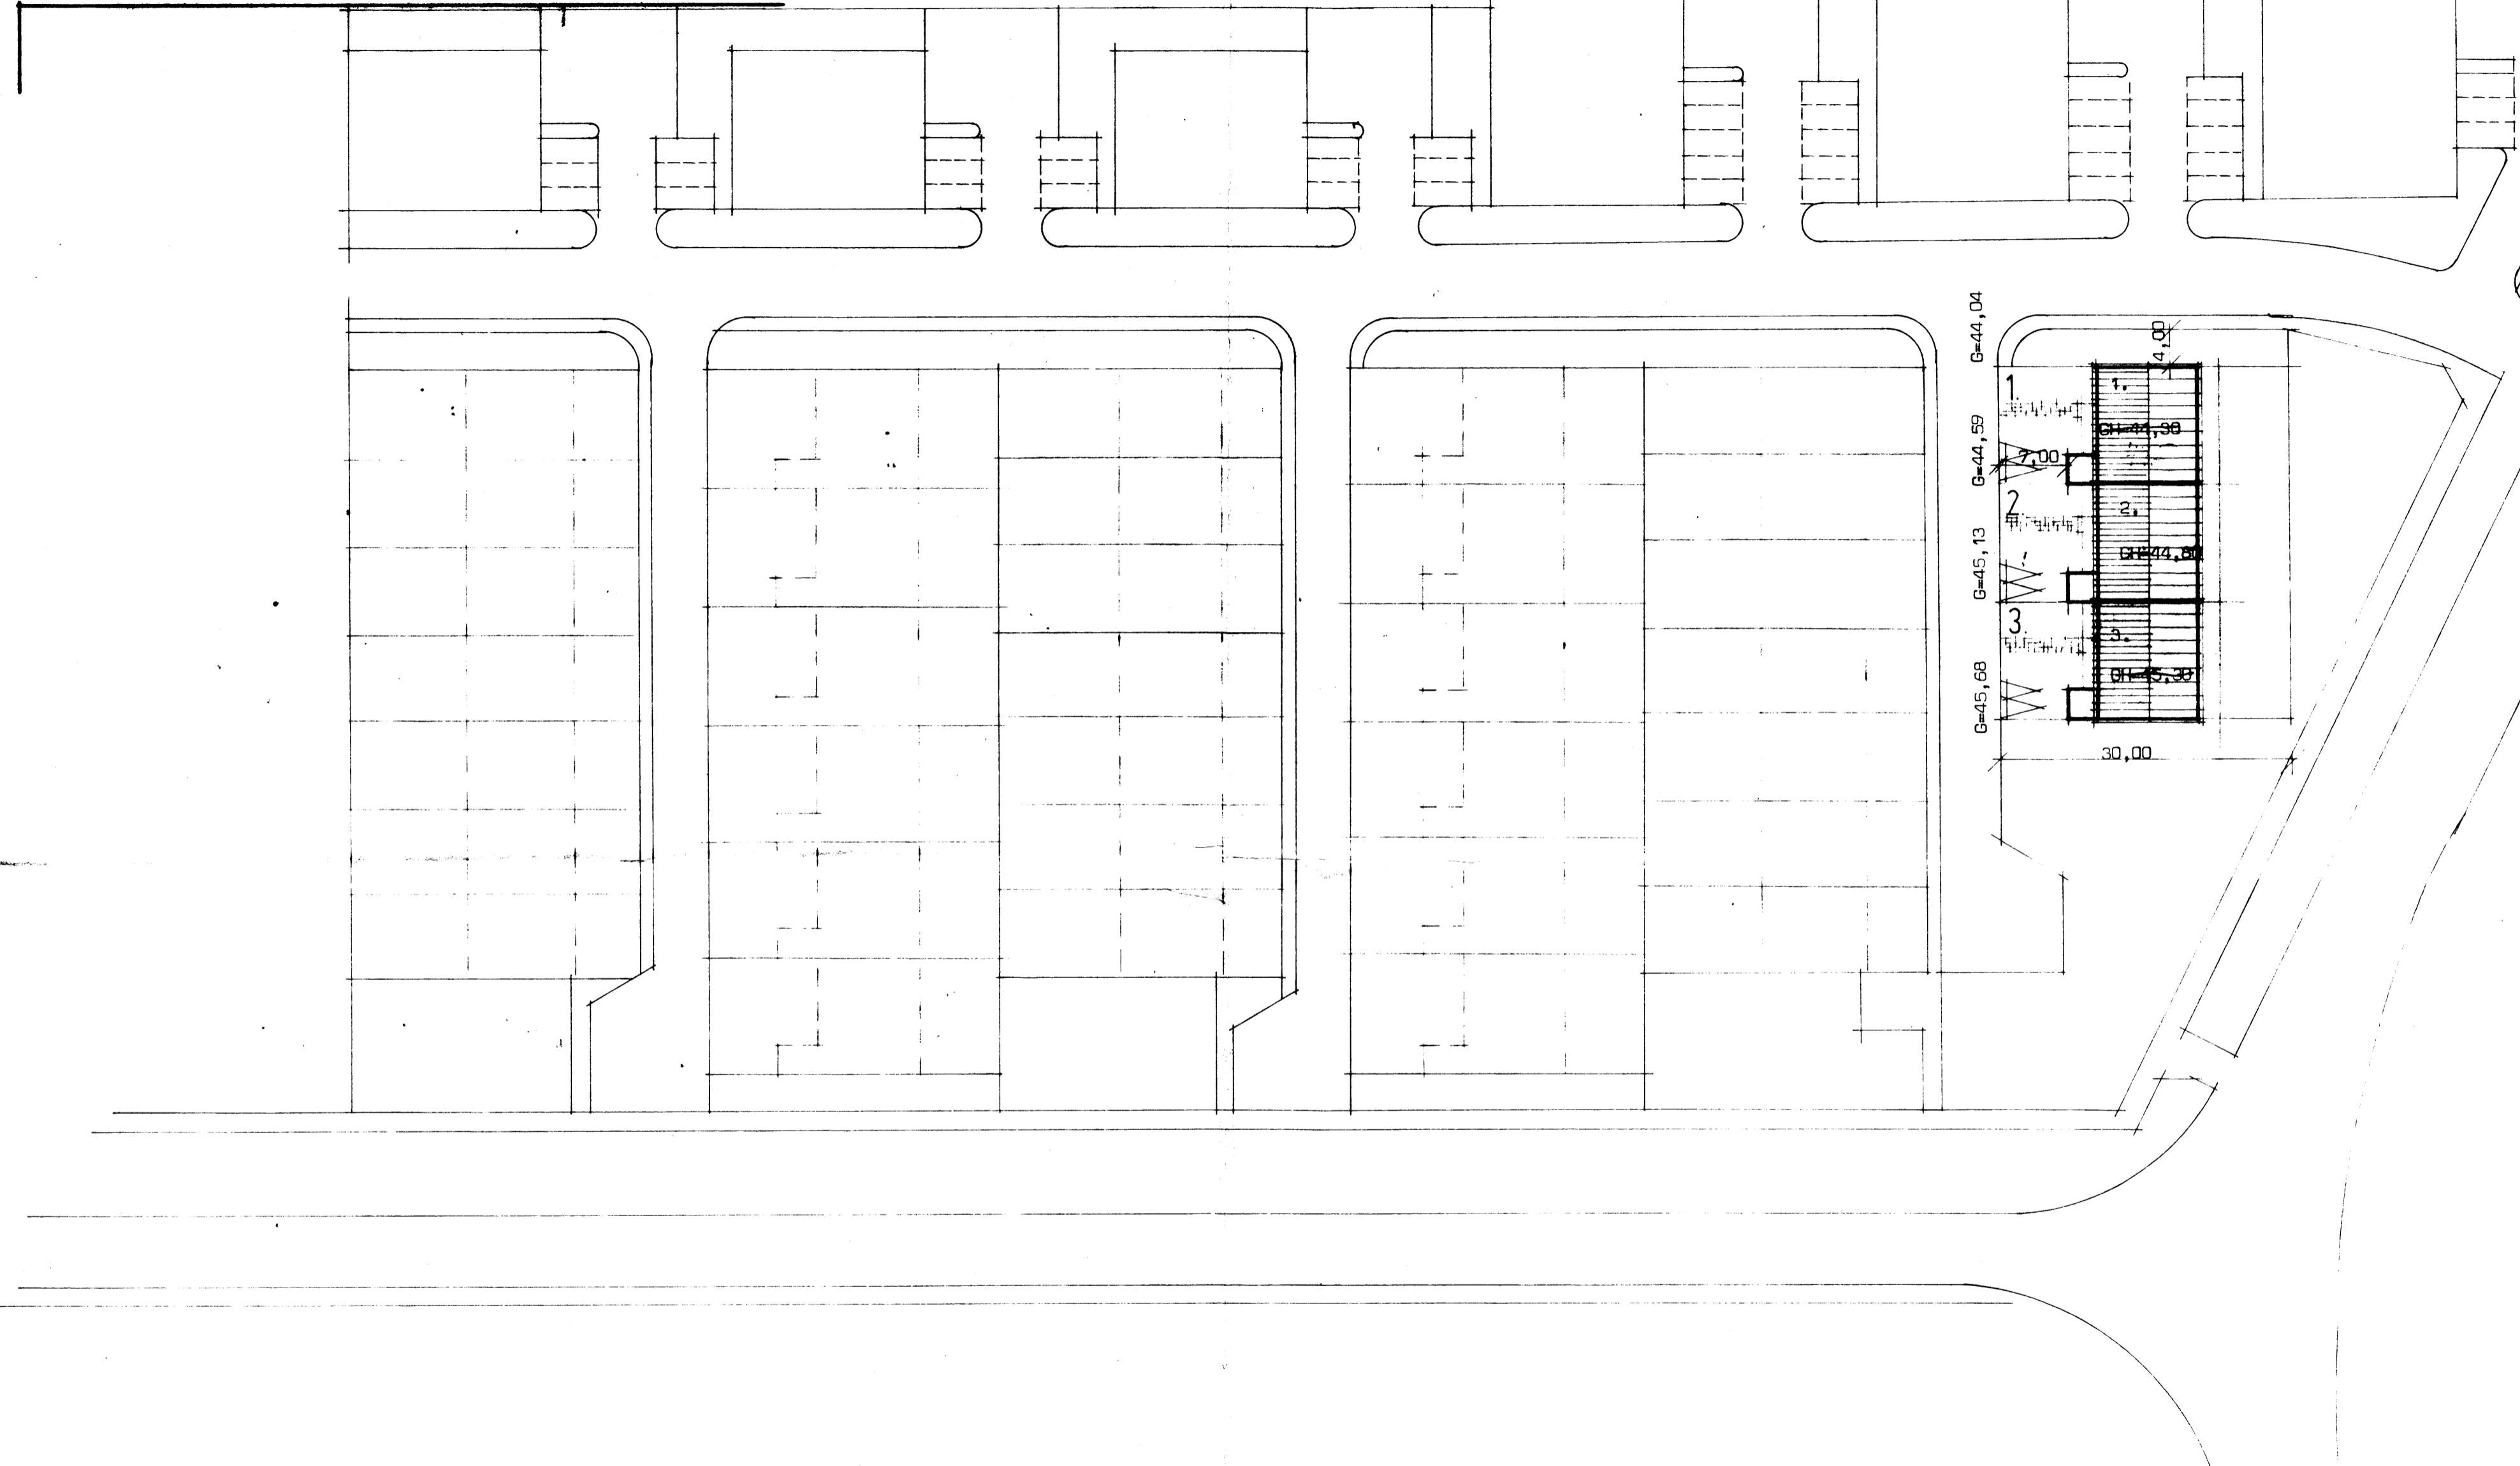 G=44,04
4,00
1.
1.
GH=44,30
G=44,59
7,00
2.
2.
GH=44,80
G=45,13
3.
3.
GH=45,30
G=45,68
30,00